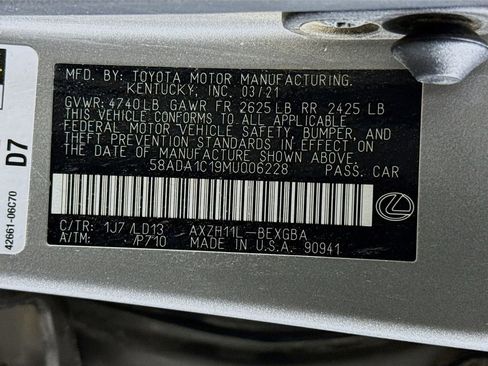 MFD. BY: TOYOTA MOTOR MANUFACTURING.
KENTUCKY, INC. 03/21
GVWR: 4740LB GAWR FR 2625LB RR 2425 LB
THIS VEHICLE CONFORMS TO ALL APPLICABLE
FEDERAL MOTOR VEHICLE SAFETY, BUMPER, AND
THEFT PREVENTION STANDARDS IN EFFECT ON THE
DATE OF MANUFACTURE SHOWN ABOVE.
58ADA1C19MU006228 PASS. CAR
C/TR: 1J7 /LD13 AXZH11L-BEXGBA
A/TM: /P710 MADE IN U.S.A. 90941
D7
42661-06C70